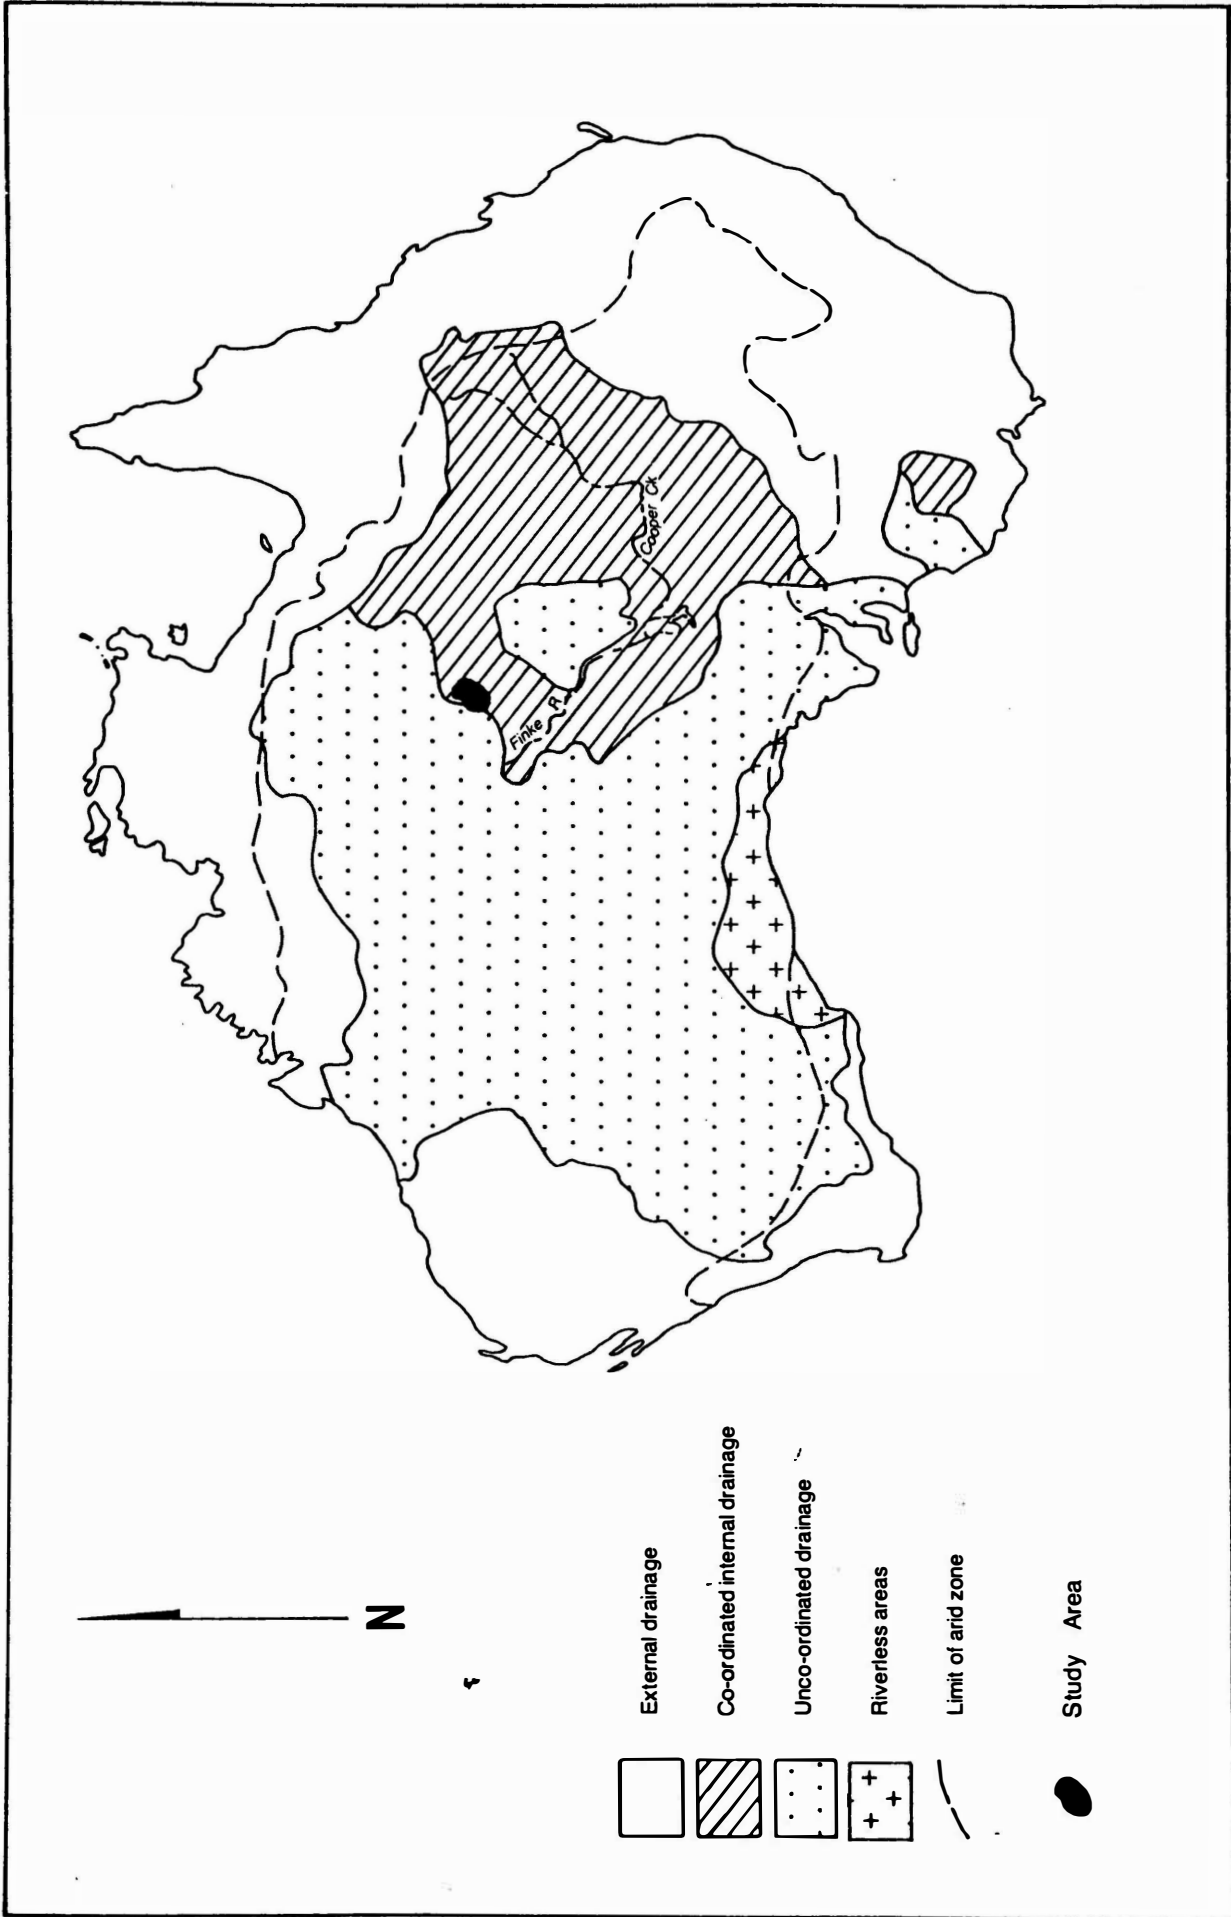 Cooper Ck
Finke R
N
External drainage
Co-ordinated internal drainage
Unco-ordinated drainage
Riverless areas
Limit of arid zone
Study Area